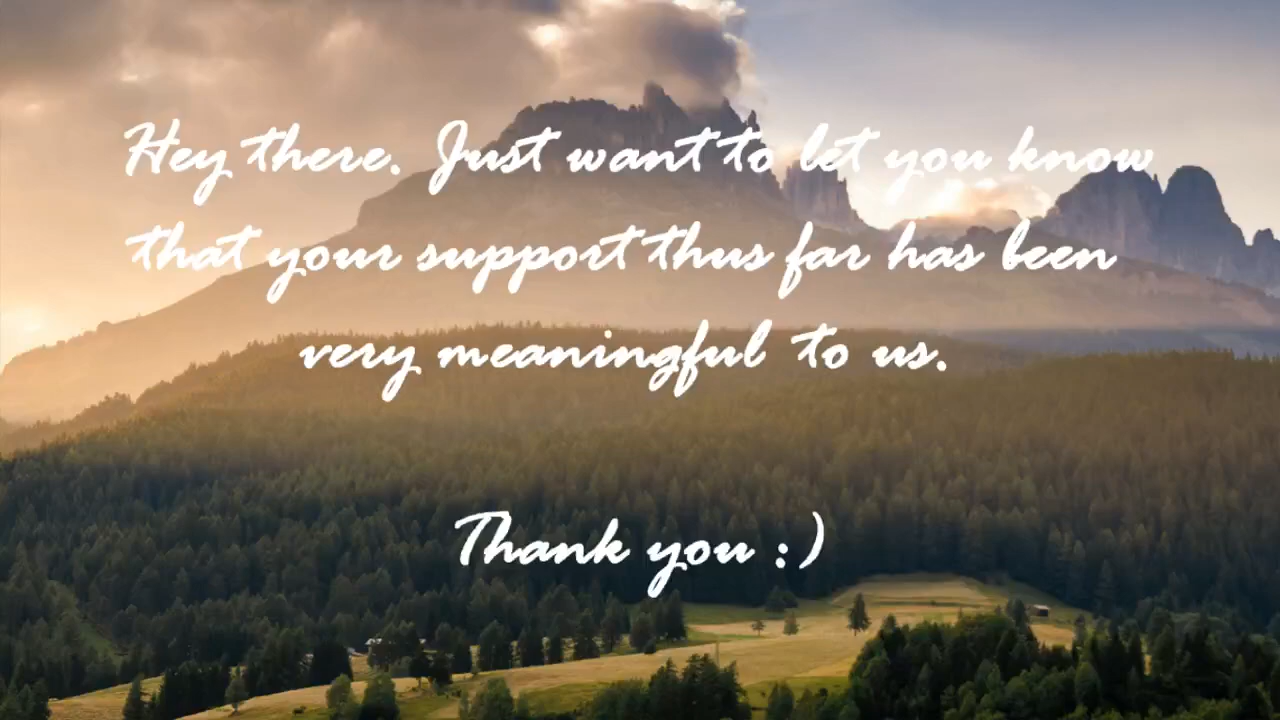 Hey there. Just want to let you know
that your support thus far has been
very meaningful to us.
Thank you :)